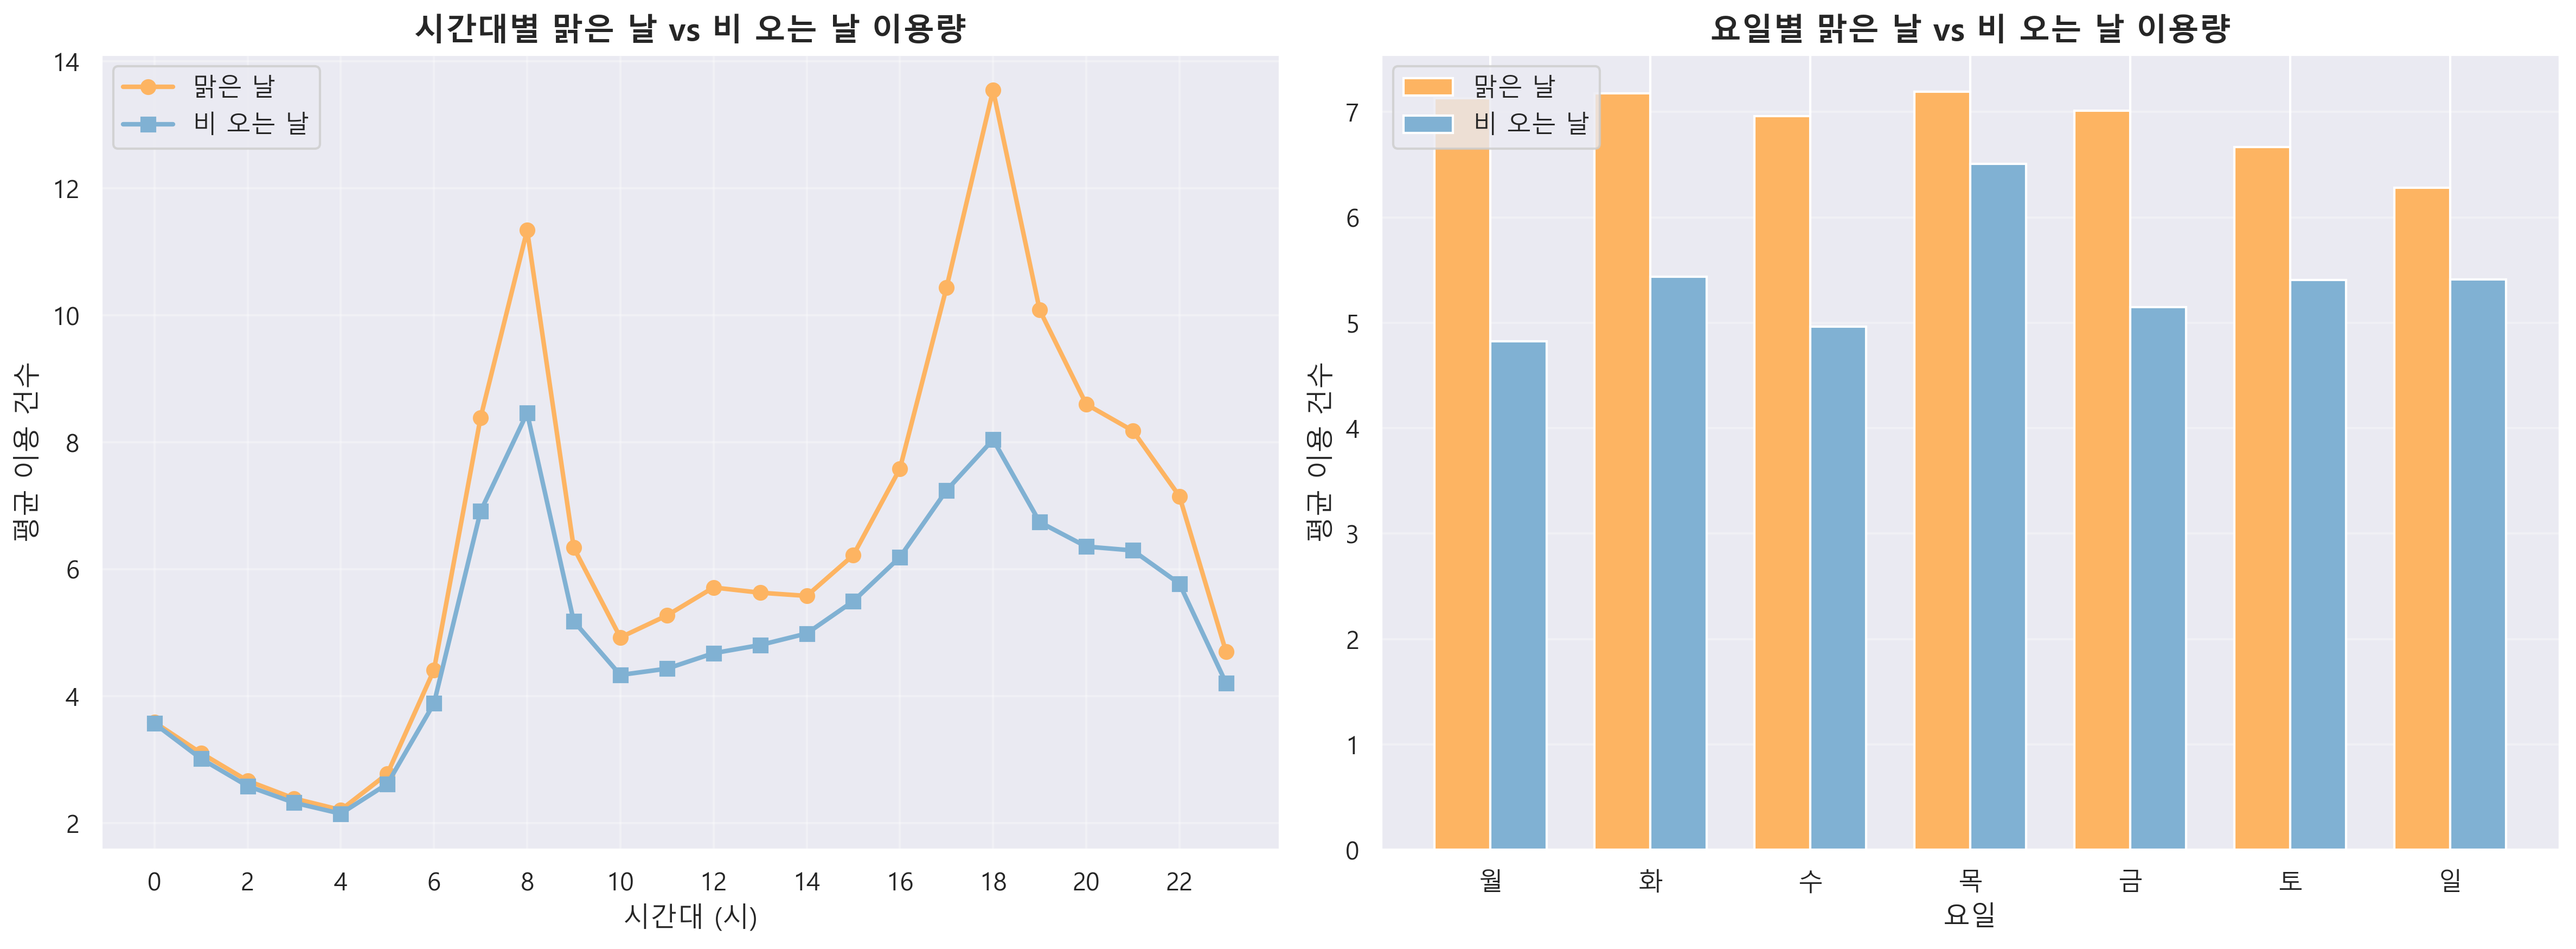 시간대별 맑은 날 vs 비 오는 날 이용량
맑은 날
비 오는 날
평균 이용 건수
14
12
10
8
6
4
2
0 2 4 6 8 10 12 14 16 18 20 22
시간대 (시)
요일별 맑은 날 vs 비 오는 날 이용량
맑은 날
비 오는 날
평균 이용 건수
7
6
5
4
3
2
1
0
월 화 수 목 금 토 일
요일